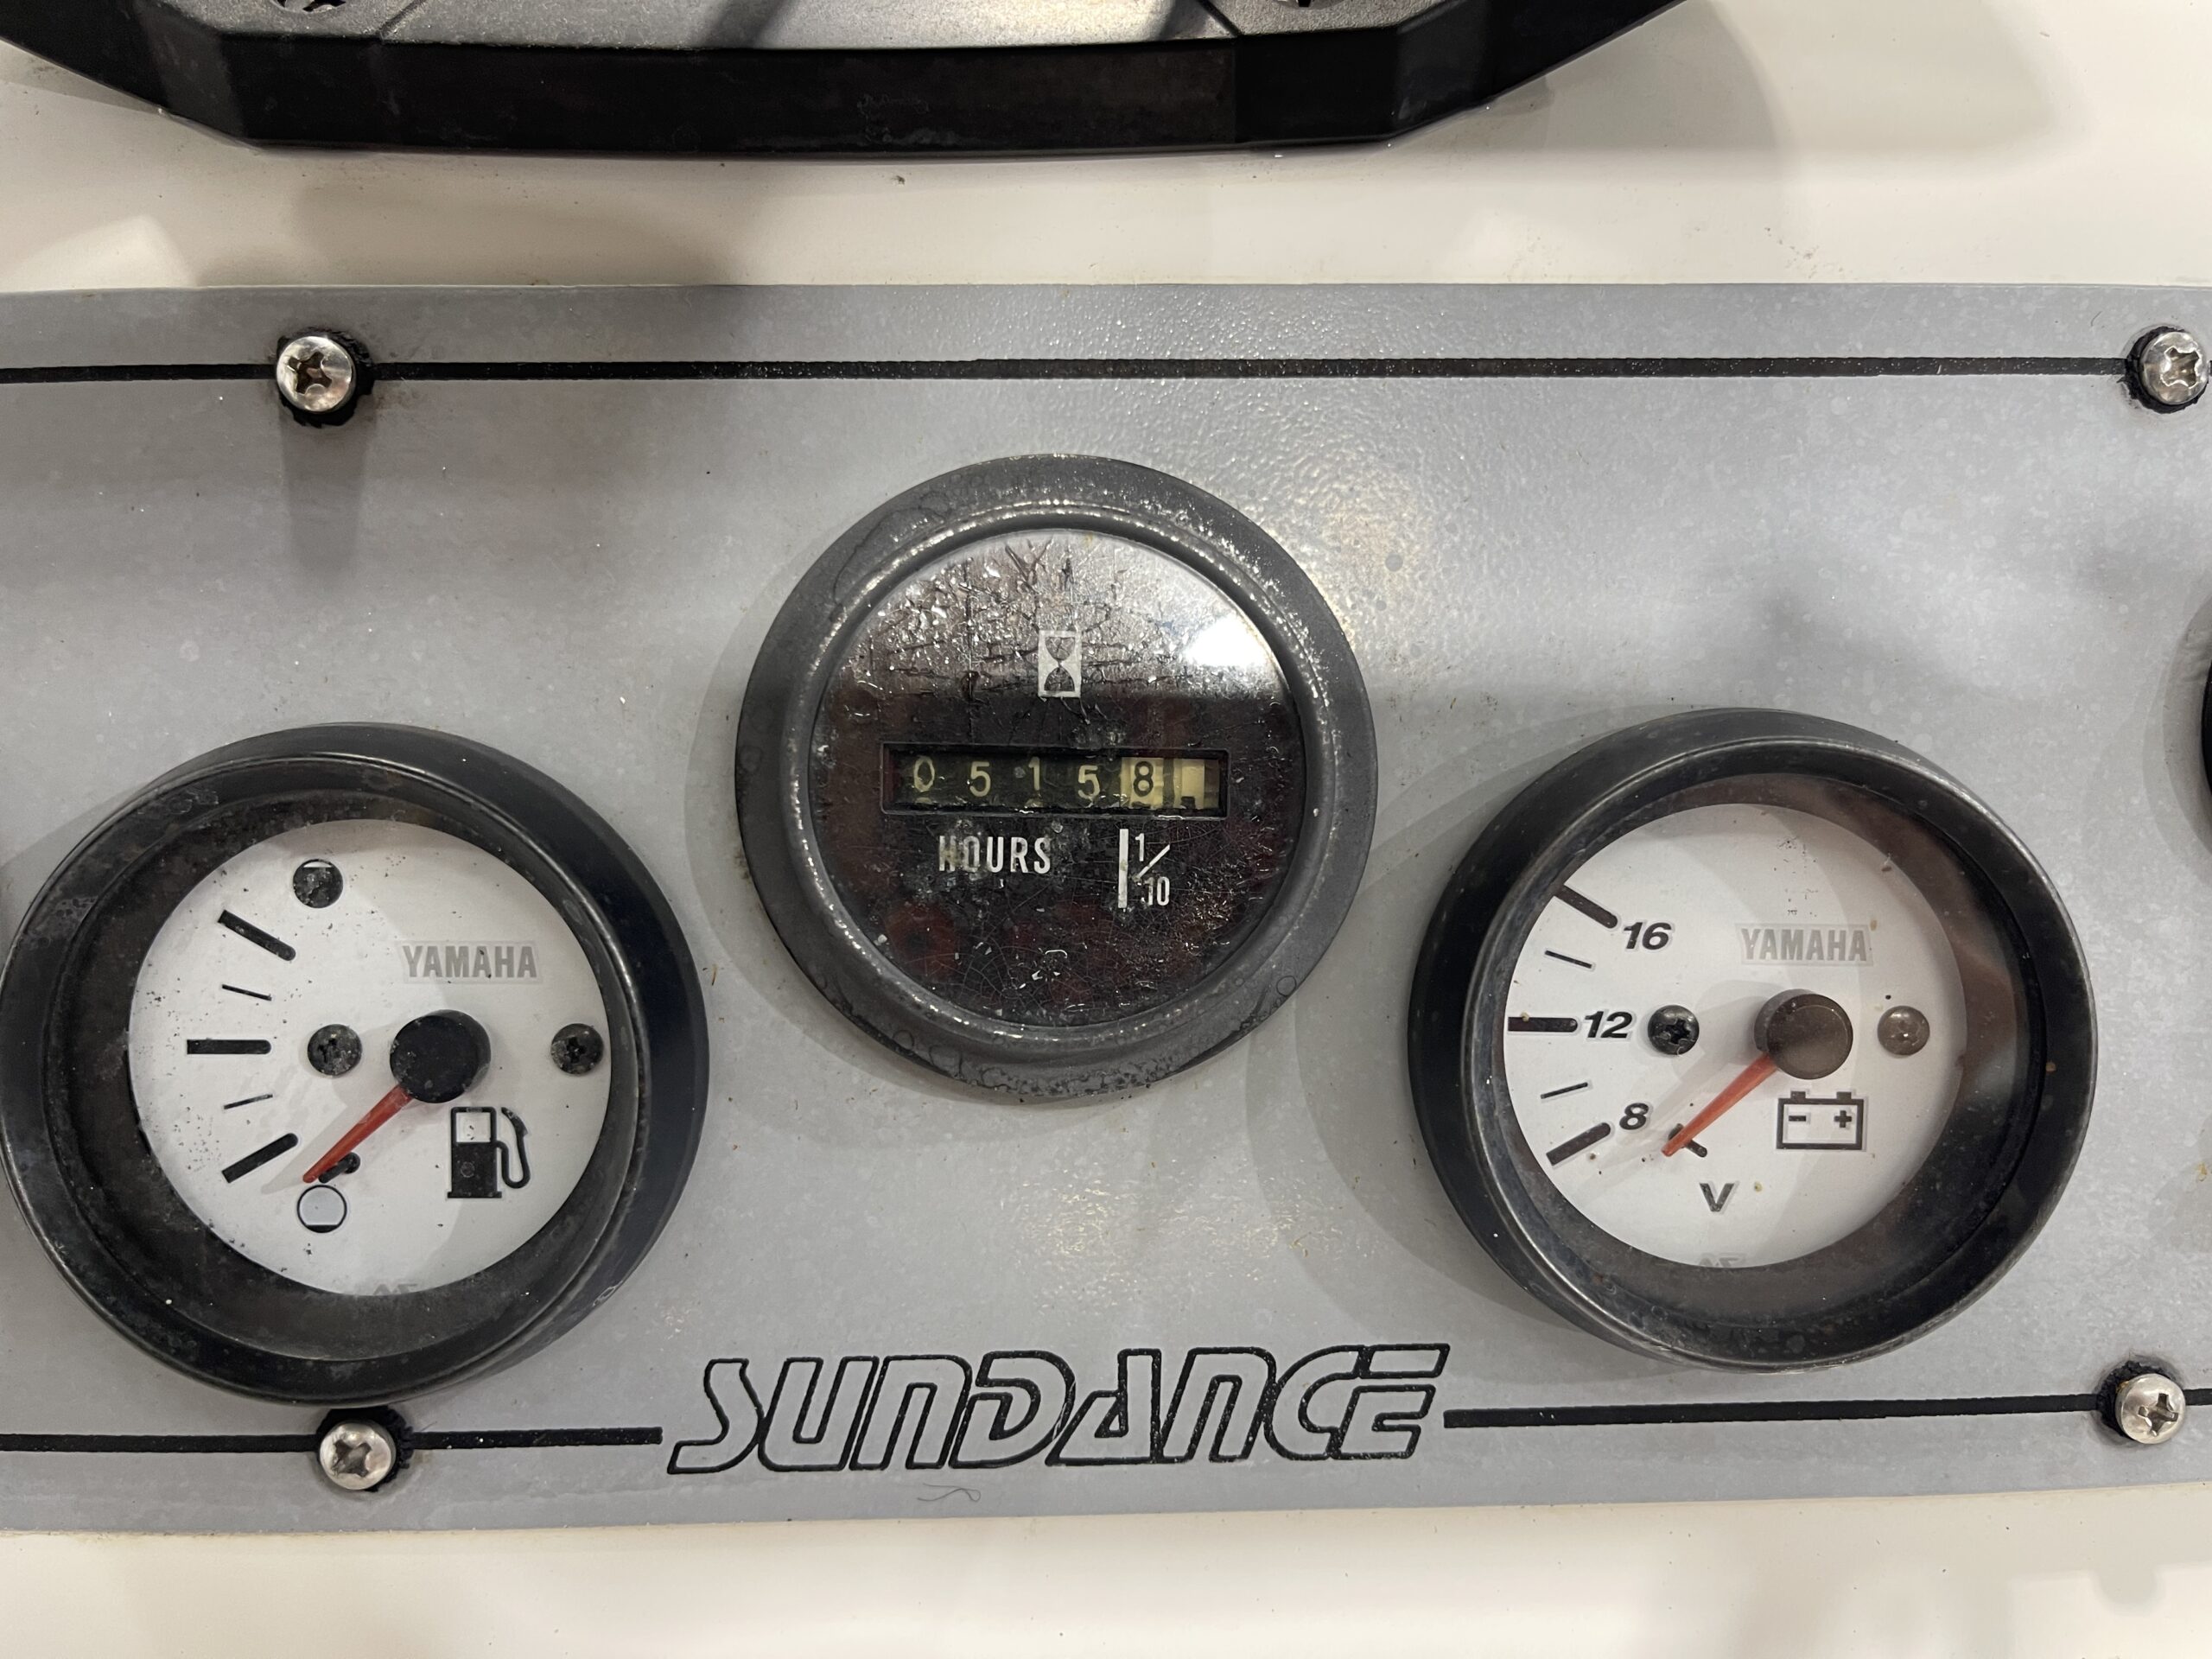 0 5 1 5 8
HOURS 1/10
YAMAHA
16
YAMAHA
12
8
- +
V
SUNDANCE